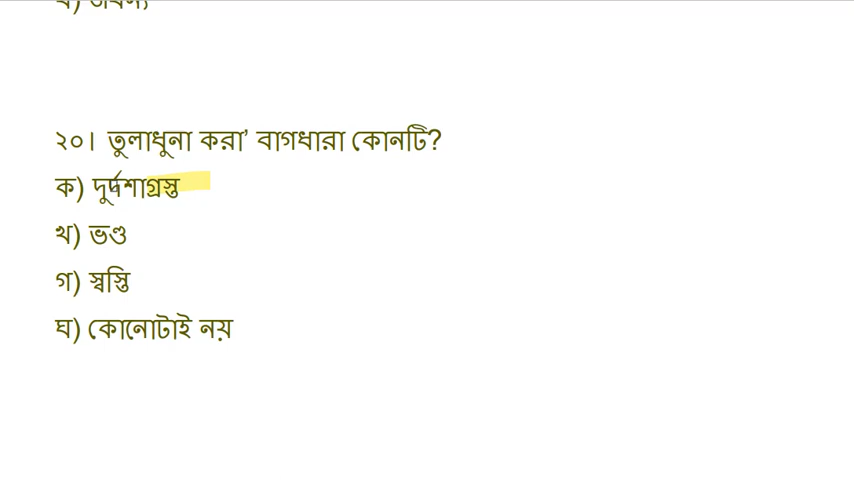 ২০। তুলাধুনা করা’ বাগধারা কোনটি?
ক) দুর্দশাগ্রস্ত
খ) ভণ্ড
গ) স্বস্তি
ঘ) কোনোটাই নয়